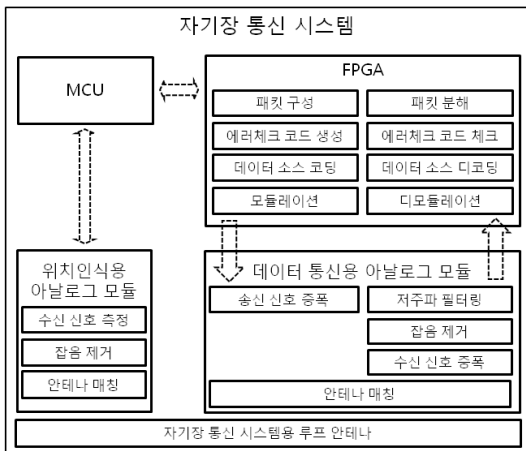 자기장 통신 시스템
MCU
FPGA
패킷 구성
패킷 분해
에러체크 코드 생성
에러체크 코드 체크
데이터 소스 코딩
데이터 소스 디코딩
모듈레이션
디모듈레이션
위치인식용
아날로그 모듈
수신 신호 측정
잡음 제거
안테나 매칭
데이터 통신용 아날로그 모듈
송신 신호 증폭
저주파 필터링
잡음 제거
수신 신호 증폭
안테나 매칭
자기장 통신 시스템용 루프 안테나